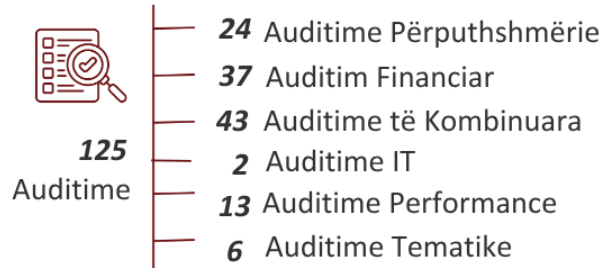 24 Auditime Përputhshmërie
37 Auditim Financiar
43 Auditime të Kombinuara
125
2 Auditime IT
Auditime
13 Auditime Performance
6 Auditime Tematike